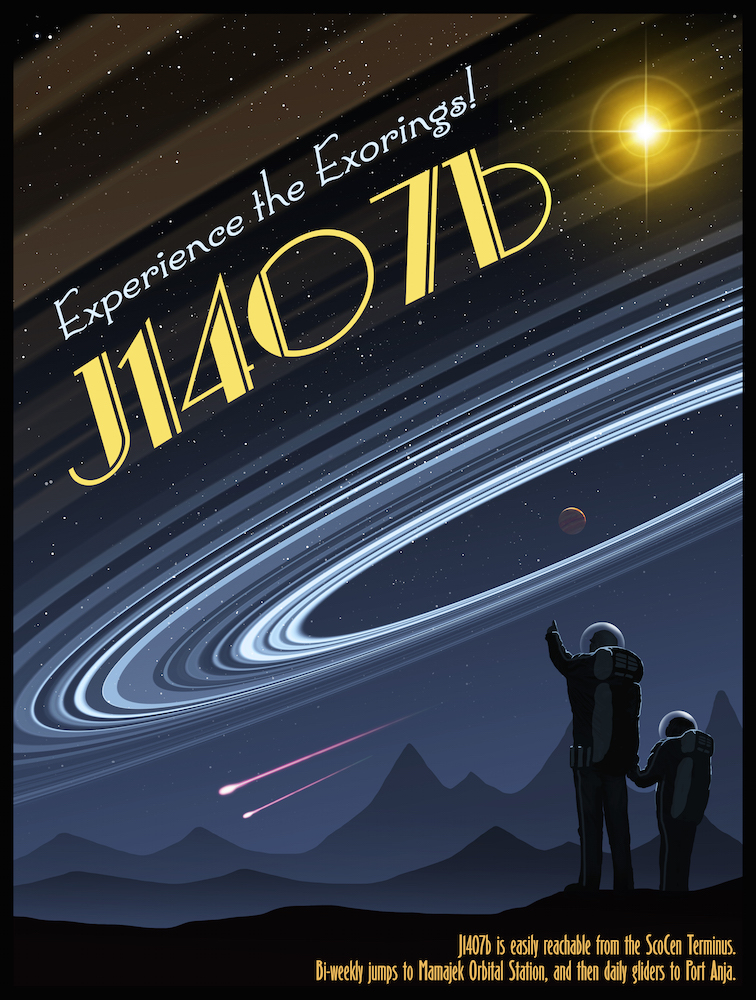 Experience the Exorings!
J1407b
J1407b is easily reachable from the ScoCen Terminus.
Bi-weekly jumps to Mamajek Orbital Station, and then daily gliders to Port Anja.